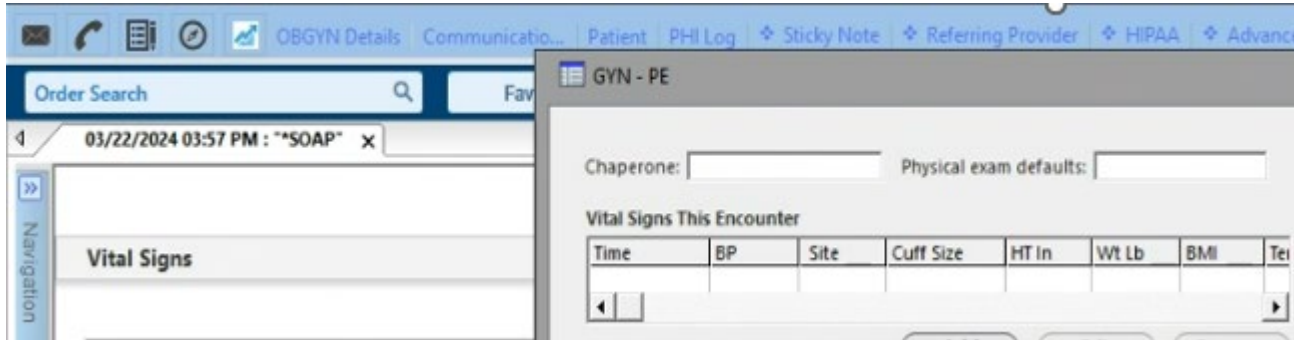 OBGYN Details Communicatio... Patient PHI Log Sticky Note Referring Provider HIPAA Advance
Order Search Fav
GYN - PE
03/22/2024 03:57 PM : "*SOAP" x
Chaperone: Physical exam defaults:
Vital Signs This Encounter
Time BP Site Cuff Size HT In Wt Lb BMI Te
Vital Signs
Navigation